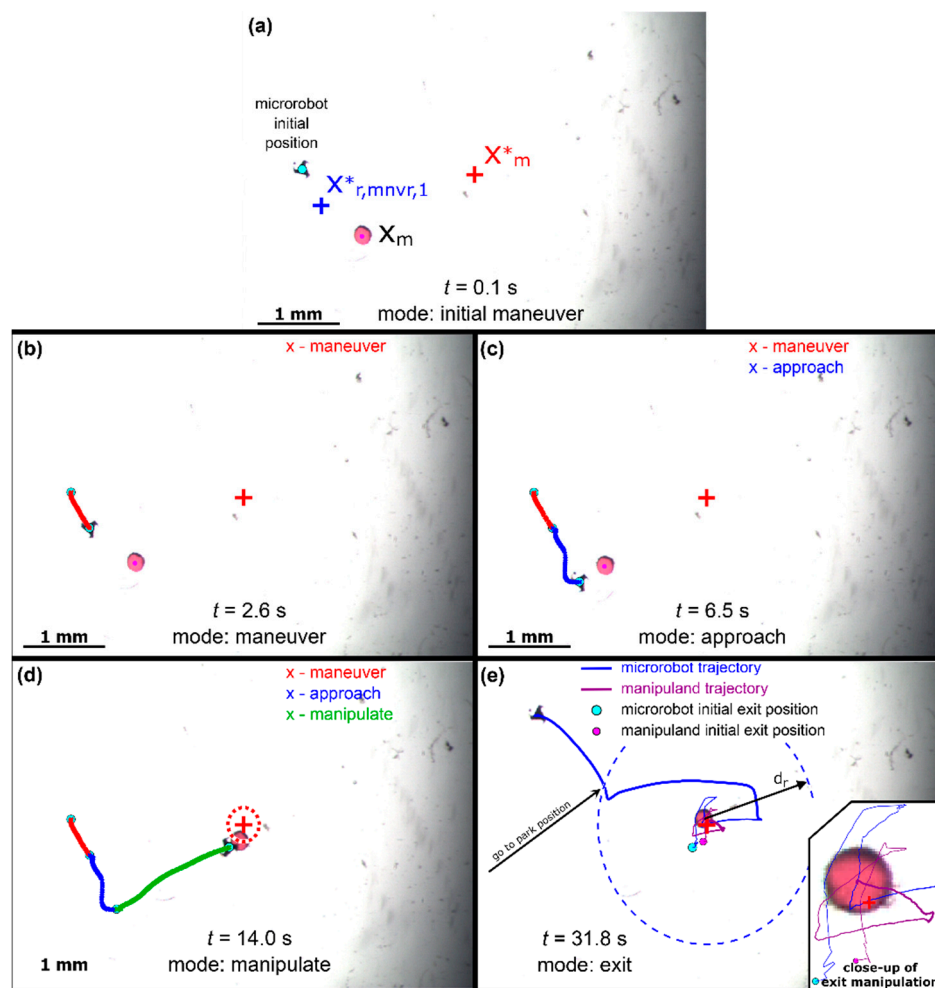 (a)
microrobot
initial
position
X*m
X*r,mnvr,1
Xm
t = 0.1 s
1 mm
mode: initial maneuver
(b)
x - maneuver
t = 2.6 s
1 mm
mode: maneuver
(c)
x - maneuver
x - approach
t = 6.5 s
1 mm
mode: approach
(d)
x - maneuver
x - approach
x - manipulate
t = 14.0 s
1 mm
mode: manipulate
(e)
microrobot trajectory
manipuland trajectory
microrobot initial exit position
manipuland initial exit position
dr
go to park position
t = 31.8 s
mode: exit
close-up of
exit manipulation